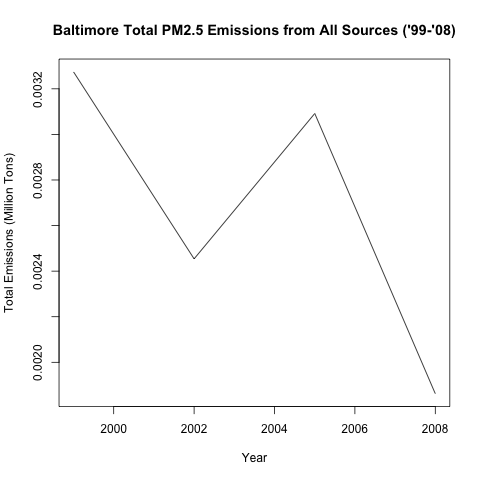 Baltimore Total PM2.5 Emissions from All Sources ('99-'08)
Total Emissions (Million Tons)
0.0032
0.0028
0.0024
0.0020
2000 2002 2004 2006 2008
Year